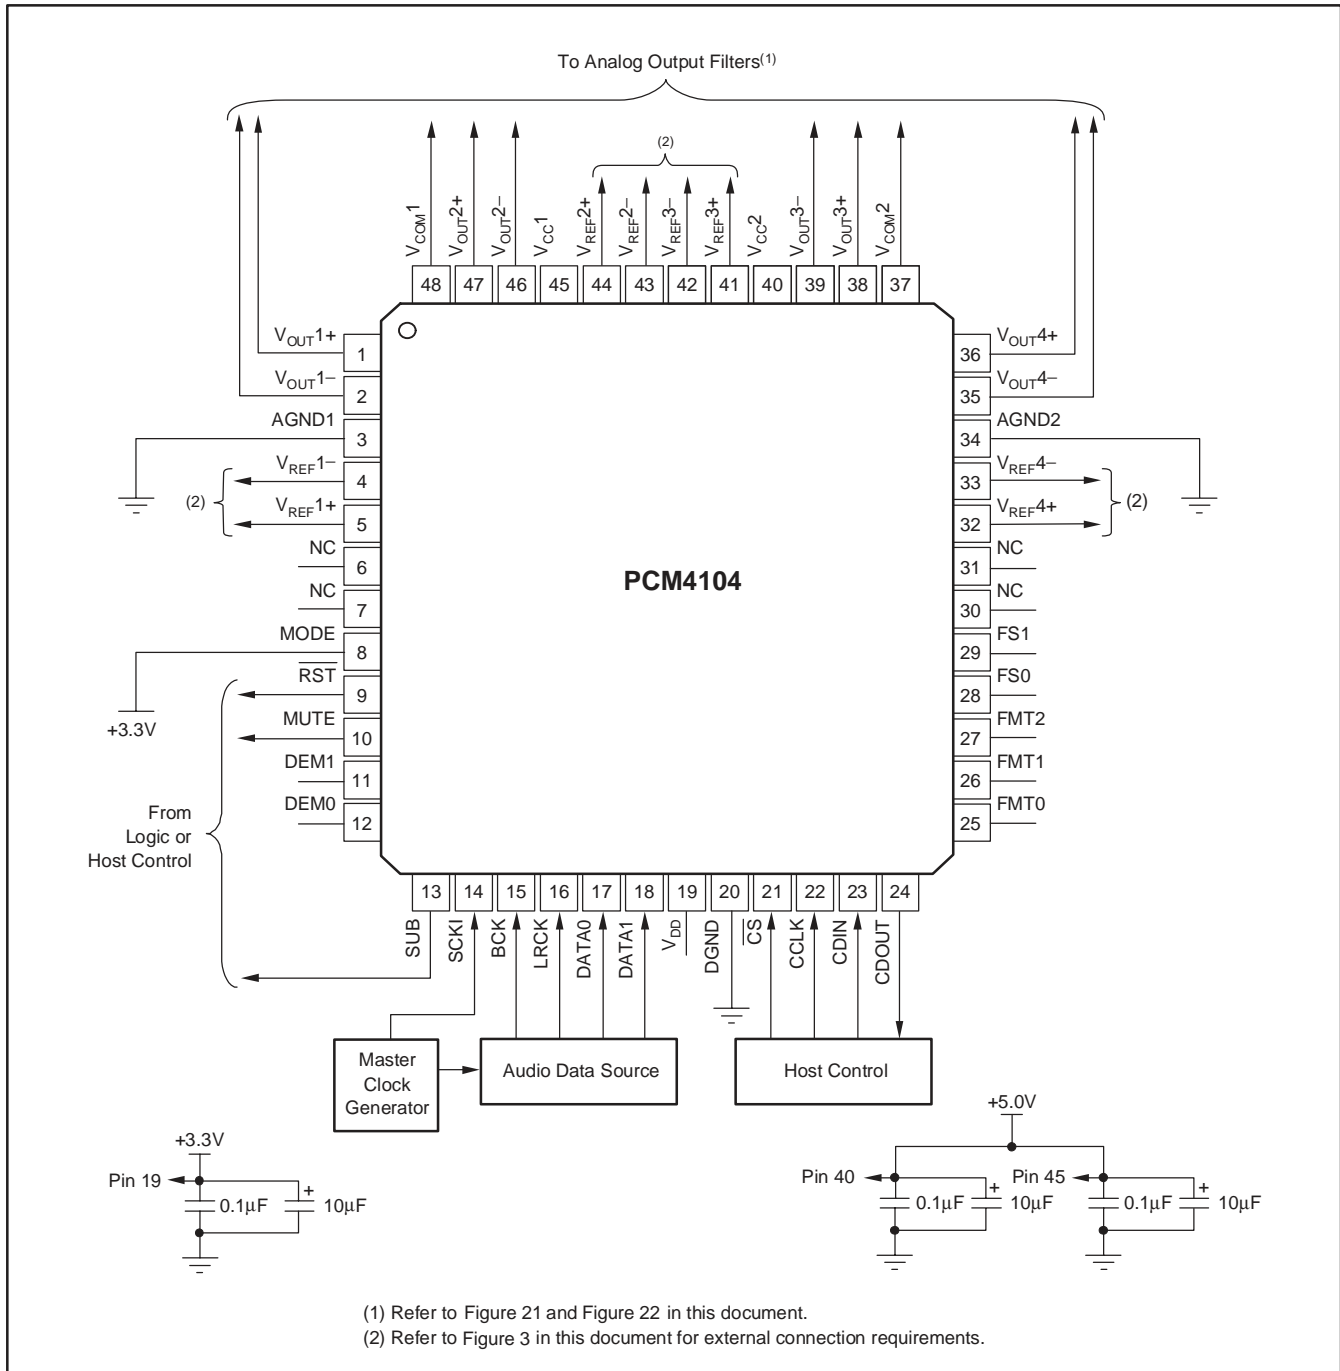 To Analog Output Filters(1)
(2)
VCOM1
VOUT2+
VOUT2−
VCC1
VREF2+
VREF2−
VREF3−
VREF3+
VCC2
VOUT3−
VOUT3+
VCOM2
48 47 46 45 44 43 42 41 40 39 38 37
VOUT1+ 1
VOUT1− 2
AGND1 3
VREF1− 4
(2)
VREF1+ 5
NC 6
NC 7
MODE 8
+3.3V
RST 9
MUTE 10
DEM1 11
DEM0 12
From
Logic or
Host Control
PCM4104
36 VOUT4+
35 VOUT4−
34 AGND2
33 VREF4−
(2)
32 VREF4+
31 NC
30 NC
29 FS1
28 FS0
27 FMT2
26 FMT1
25 FMT0
13 14 15 16 17 18 19 20 21 22 23 24
SUB
SCKI
BCK
LRCK
DATA0
DATA1
VDD
DGND
CS
CCLK
CDIN
CDOUT
Master
Clock
Generator
Audio Data Source
Host Control
+3.3V
Pin 19
0.1μF
+
10μF
+5.0V
Pin 40
0.1μF
+
10μF
Pin 45
0.1μF
+
10μF
(1) Refer to Figure 21 and Figure 22 in this document.
(2) Refer to Figure 3 in this document for external connection requirements.